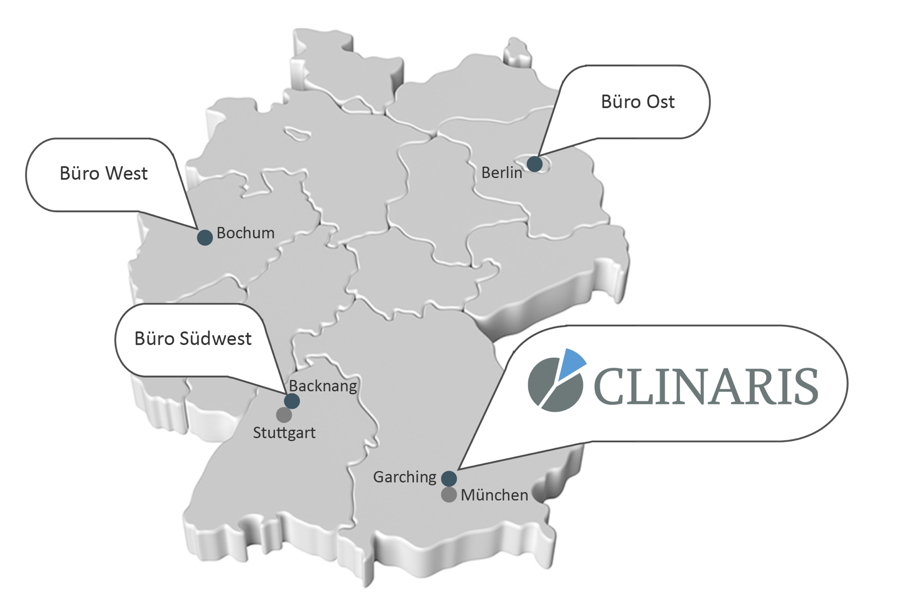 Büro Ost
Berlin
Büro West
Bochum
Büro Südwest
Backnang
Stuttgart
CLINARIS
Garching
München